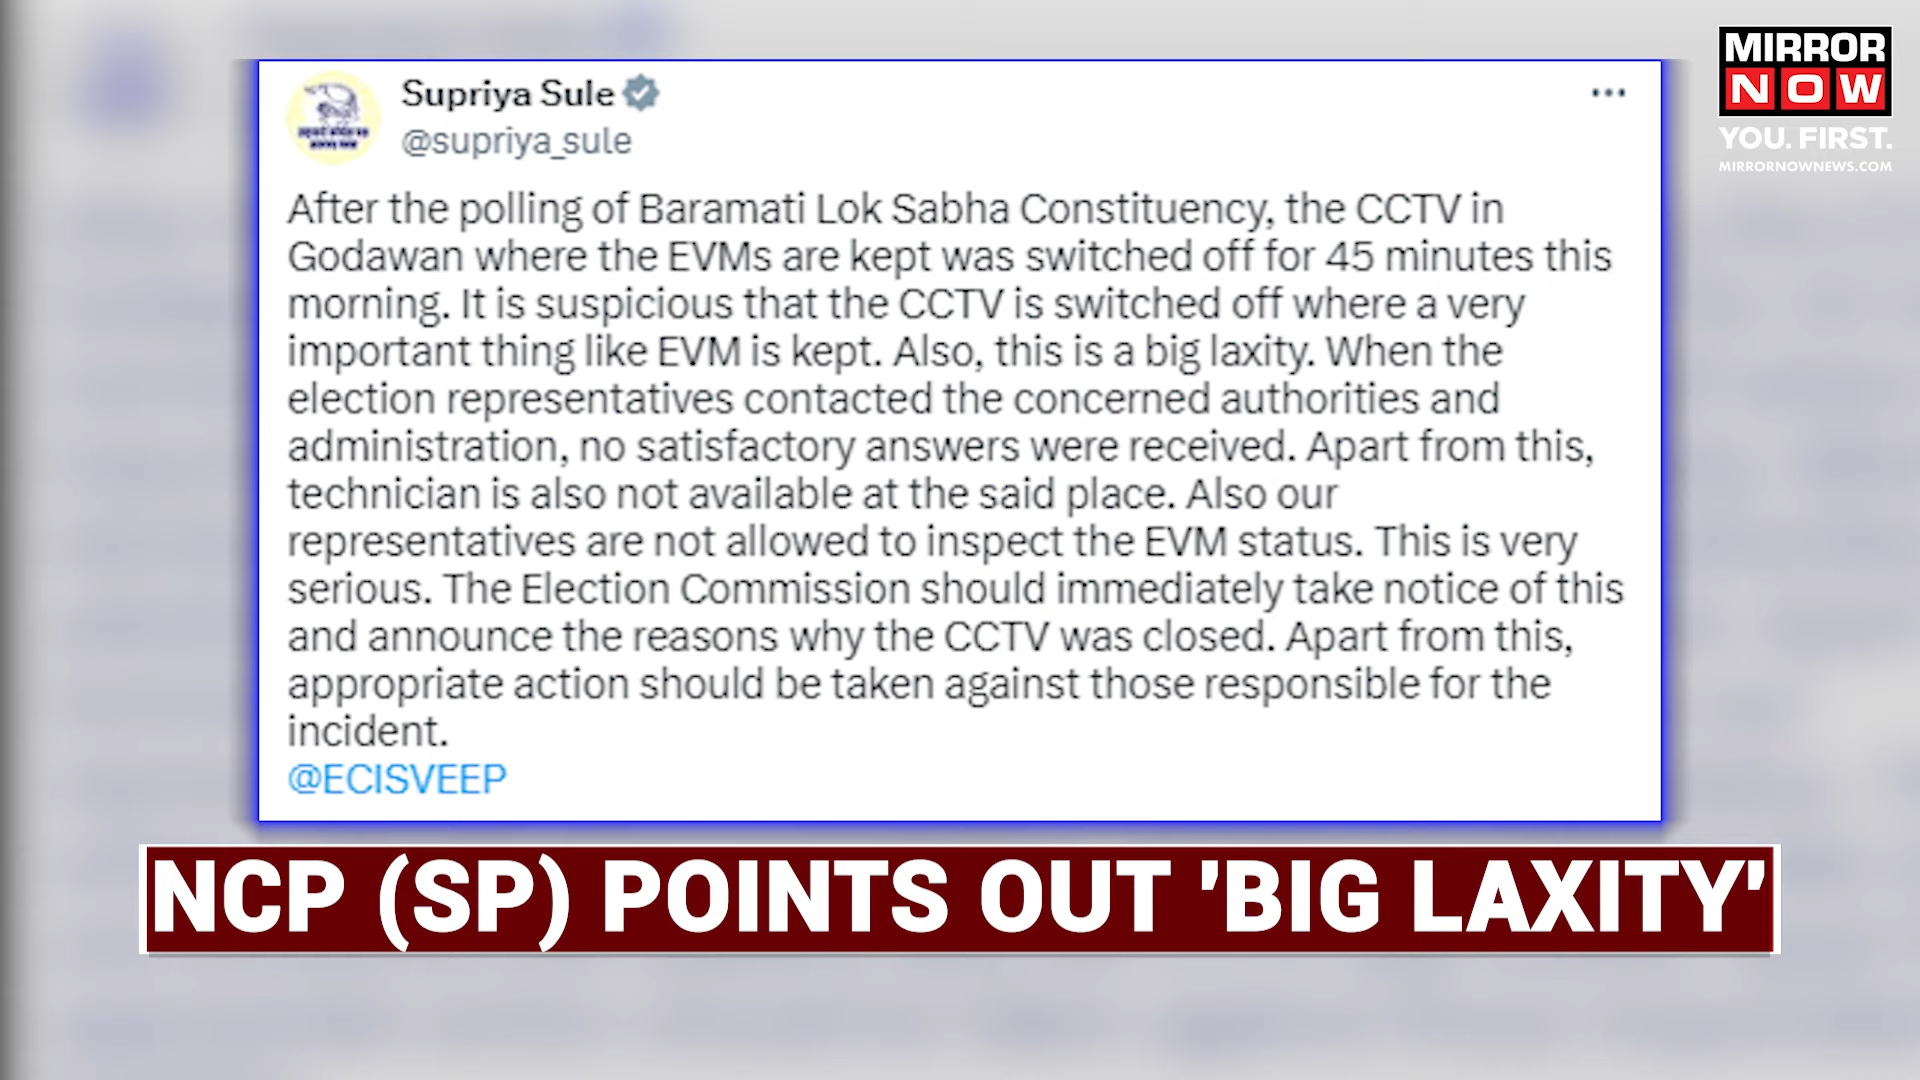 MIRROR
NOW
YOU. FIRST.
MIRRORNOWNEWS.COM
Supriya Sule
@supriya_sule
After the polling of Baramati Lok Sabha Constituency, the CCTV in
Godawan where the EVMs are kept was switched off for 45 minutes this
morning. It is suspicious that the CCTV is switched off where a very
important thing like EVM is kept. Also, this is a big laxity. When the
election representatives contacted the concerned authorities and
administration, no satisfactory answers were received. Apart from this,
technician is also not available at the said place. Also our
representatives are not allowed to inspect the EVM status. This is very
serious. The Election Commission should immediately take notice of this
and announce the reasons why the CCTV was closed. Apart from this,
appropriate action should be taken against those responsible for the
incident.
@ECISVEEP
NCP (SP) POINTS OUT 'BIG LAXITY'